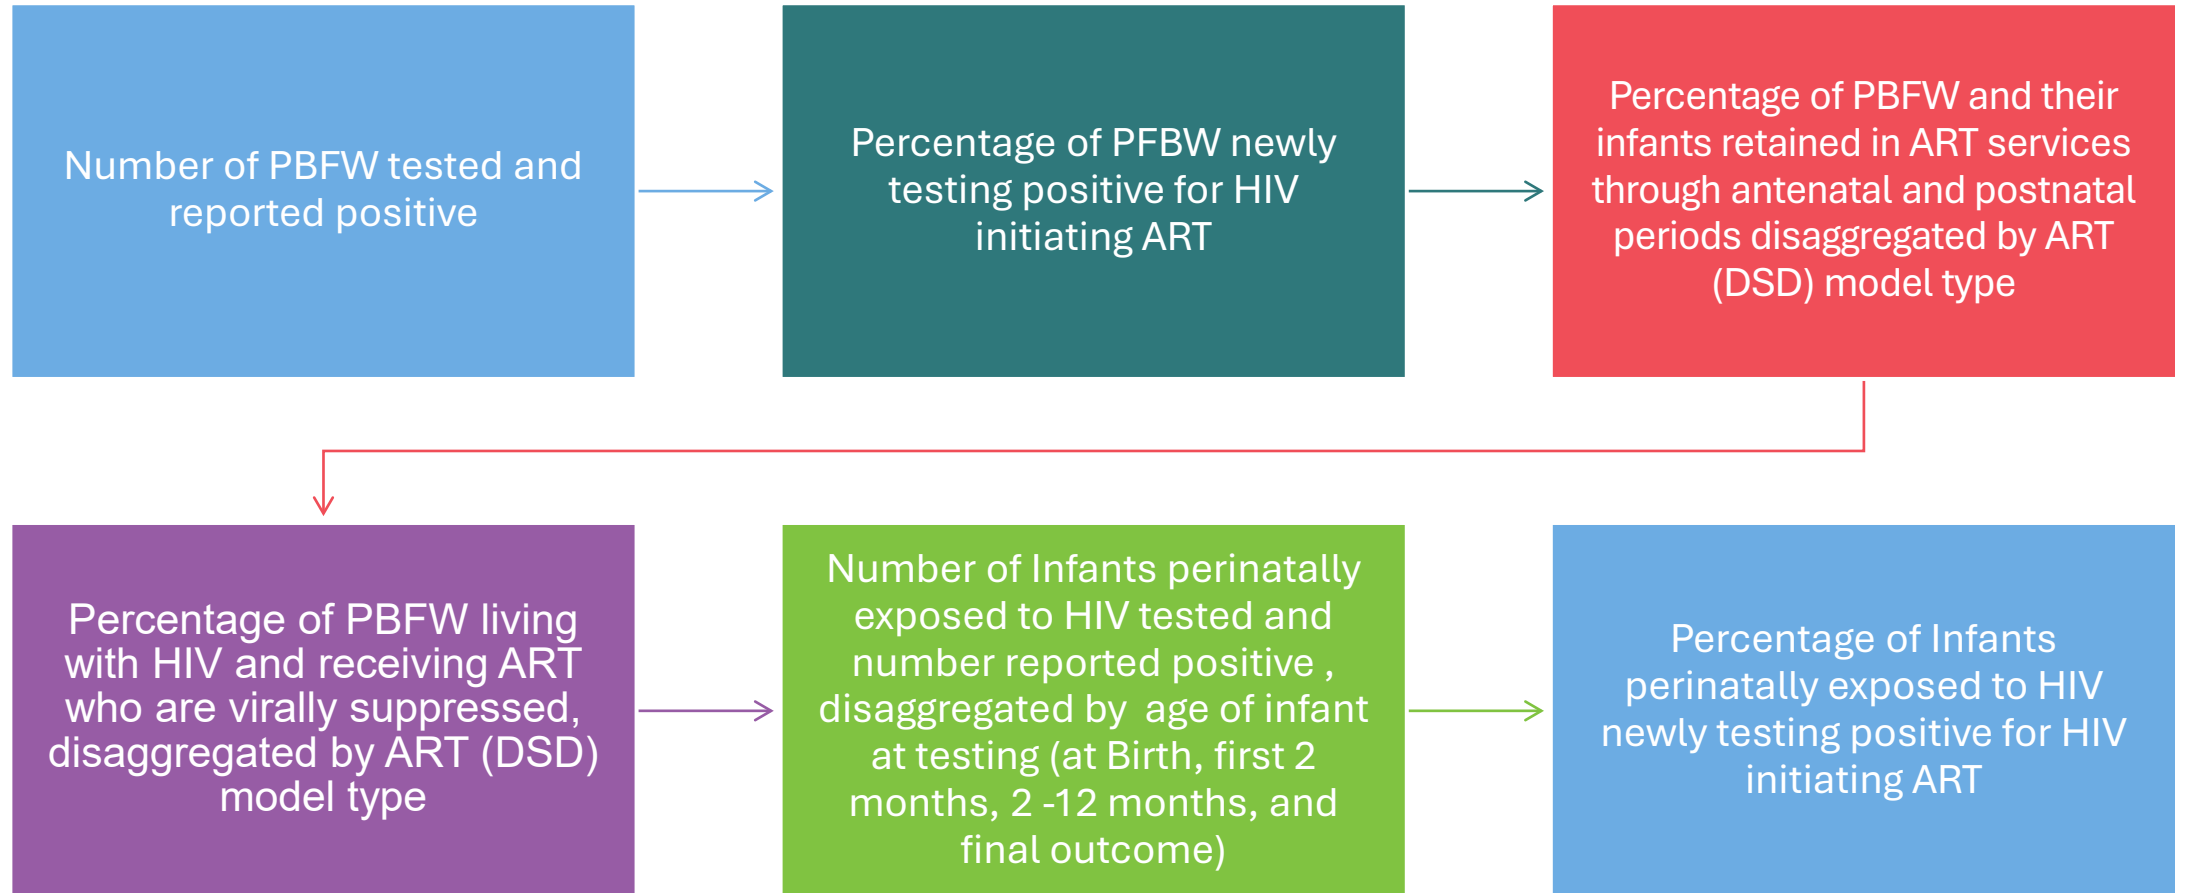 Number of PBFW tested and
reported positive
Percentage of PFBW newly
testing positive for HIV
initiating ART
Percentage of PBFW and their
infants retained in ART services
through antenatal and postnatal
periods disaggregated by ART
(DSD) model type
Percentage of PBFW living
with HIV and receiving ART
who are virally suppressed,
disaggregated by ART (DSD)
model type
Number of Infants perinatally
exposed to HIV tested and
number reported positive ,
disaggregated by  age of infant
at testing (at Birth, first 2
months, 2 -12 months, and
final outcome)
Percentage of Infants
perinatally exposed to HIV
newly testing positive for HIV
initiating ART